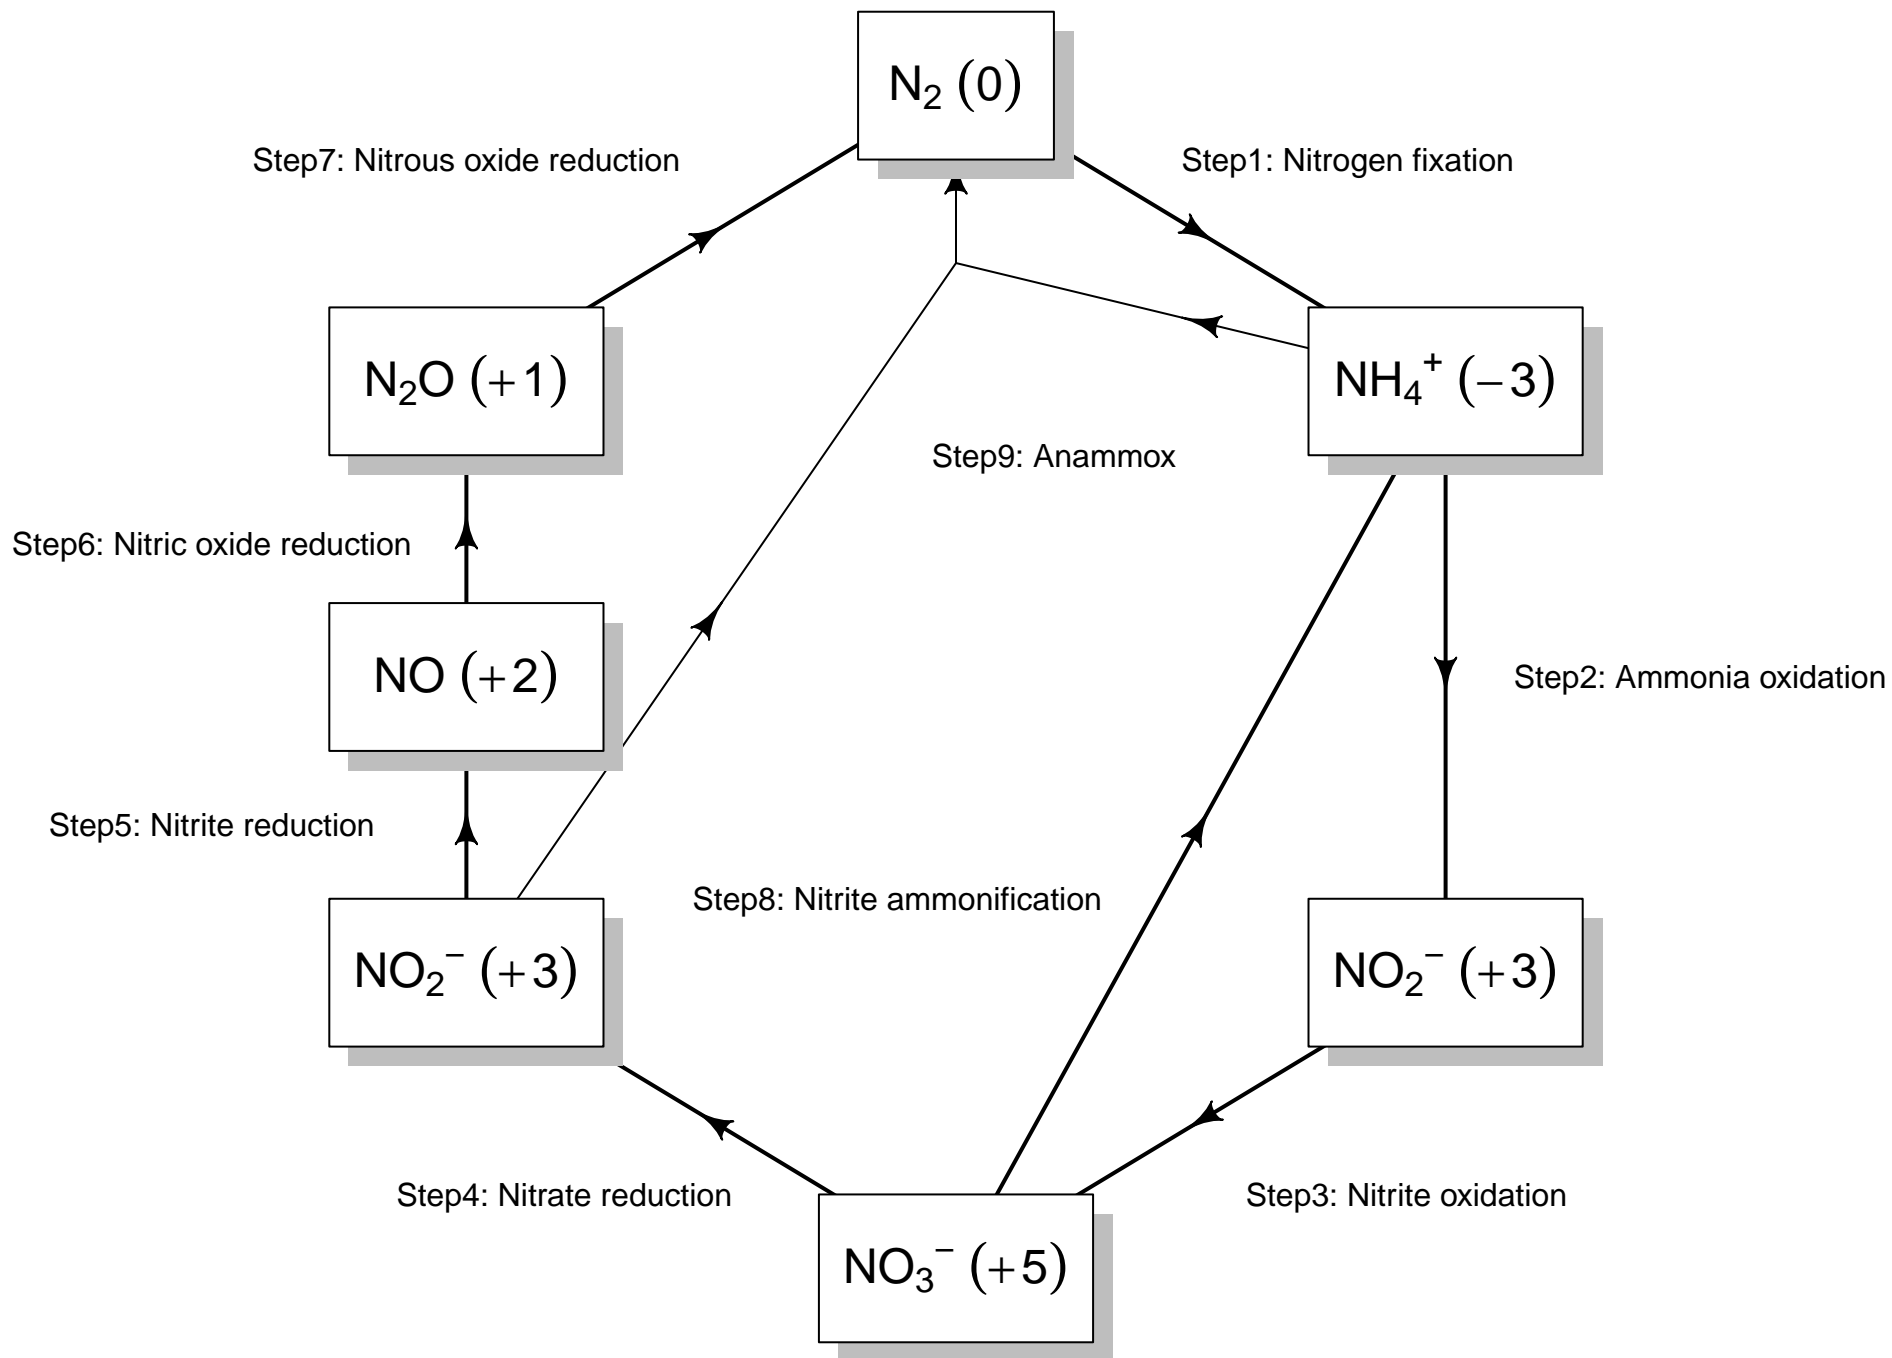 N₂ (0)
Step7: Nitrous oxide reduction
Step1: Nitrogen fixation
N₂O (+1)
NH₄⁺ (−3)
Step9: Anammox
Step6: Nitric oxide reduction
NO (+2)
Step2: Ammonia oxidation
Step5: Nitrite reduction
Step8: Nitrite ammonification
NO₂⁻ (+3)
NO₂⁻ (+3)
Step4: Nitrate reduction
Step3: Nitrite oxidation
NO₃⁻ (+5)